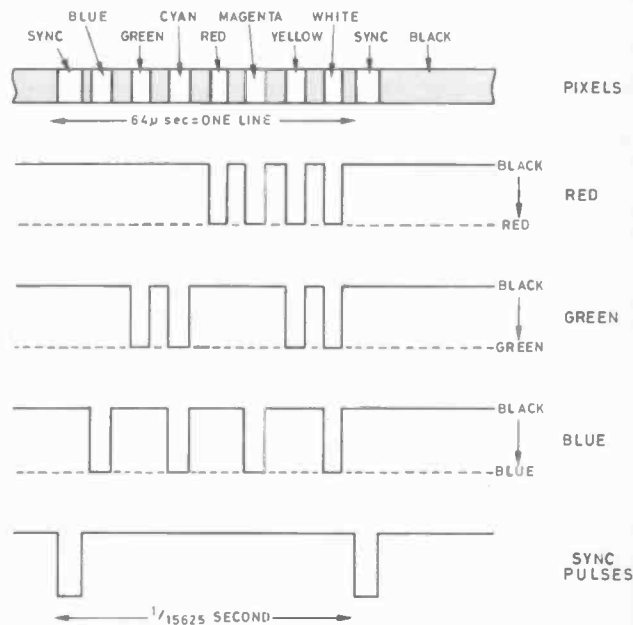 BLUE CYAN MAGENTA WHITE
SYNC GREEN RED YELLOW SYNC BLACK
PIXELS
64µ sec=ONE LINE
BLACK
RED
RED
BLACK
GREEN
GREEN
BLACK
BLUE
BLUE
SYNC
PULSES
1/15625 SECOND